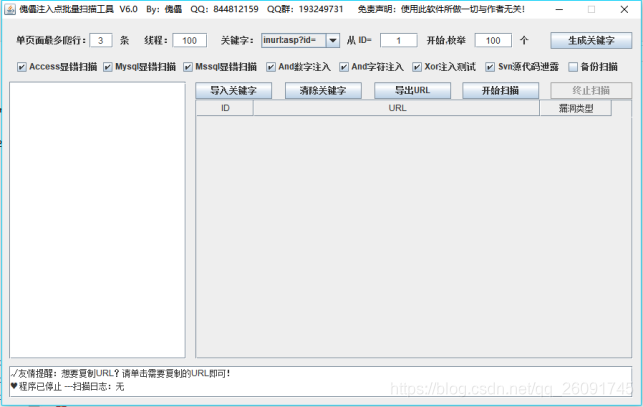 傀儡注入点批量扫描工具 V6.0 By：傀儡 QQ：844812159 QQ群：193249731 免责声明：使用此软件所做一切与作者无关！
单页面最多爬行： 3 条 线程： 100 关键字： inurl:asp?id= 从 ID= 1 开始,枚举 100 个 生成关键字
Access显错扫描 Mysql显错扫描 Mssql显错扫描 And数字注入 And字符注入 Xor注入测试 Svn源代码泄露 备份扫描
导入关键字 清除关键字 导出URL 开始扫描 终止扫描
ID URL 漏洞类型
√友情提醒：想要复制URL？请单击需要复制的URL即可！
♥程序已停止 ---扫描日志：无
https://blog.csdn.net/qq_26091745